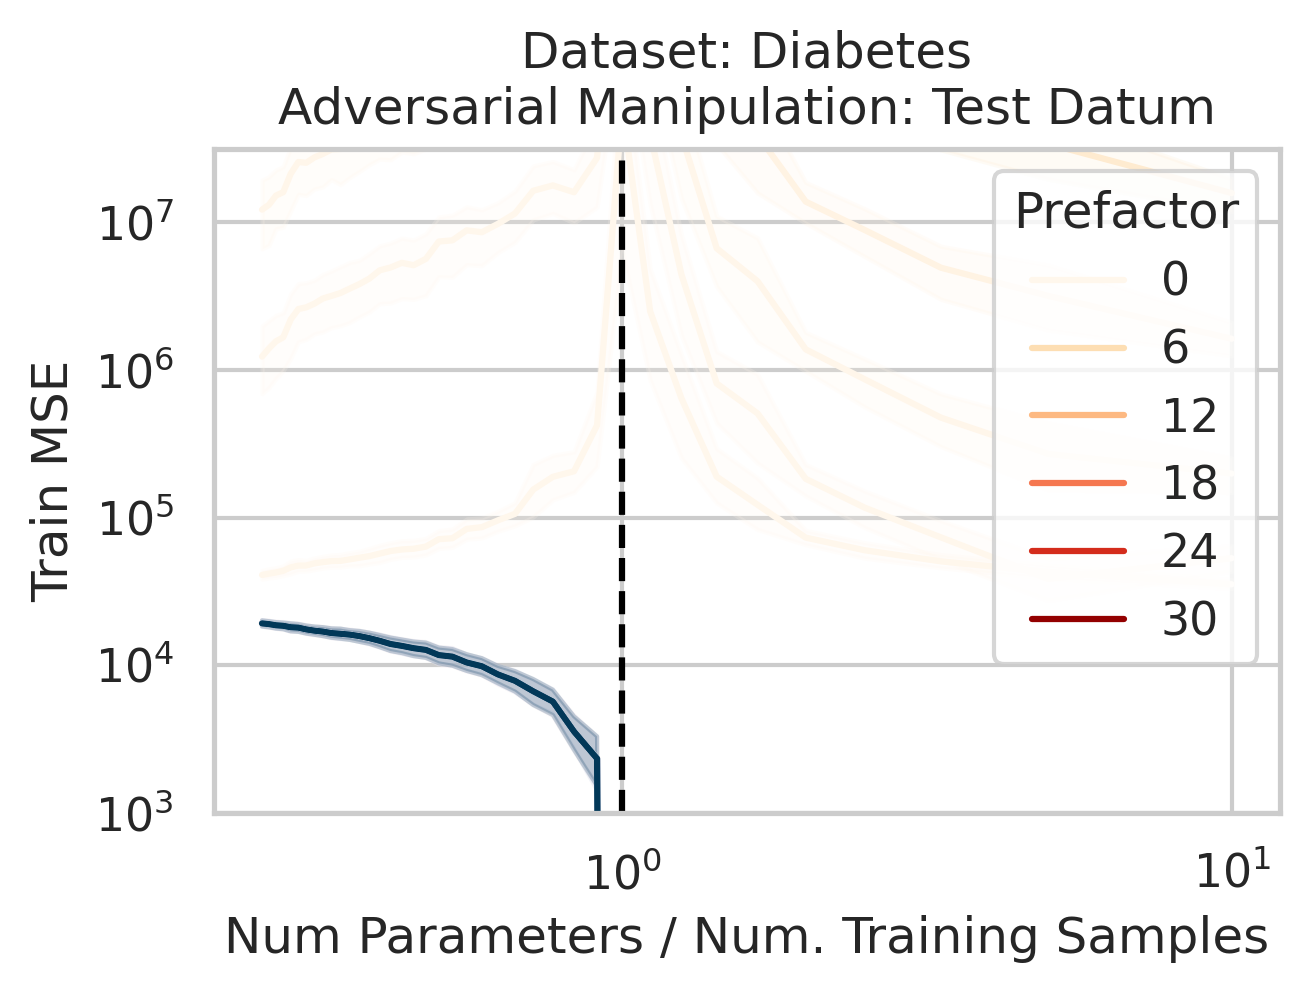 Dataset: Diabetes
Adversarial Manipulation: Test Datum
Train MSE
10^7
10^6
10^5
10^4
10^3
Prefactor
0
6
12
18
24
30
10^0
10^1
Num Parameters / Num. Training Samples